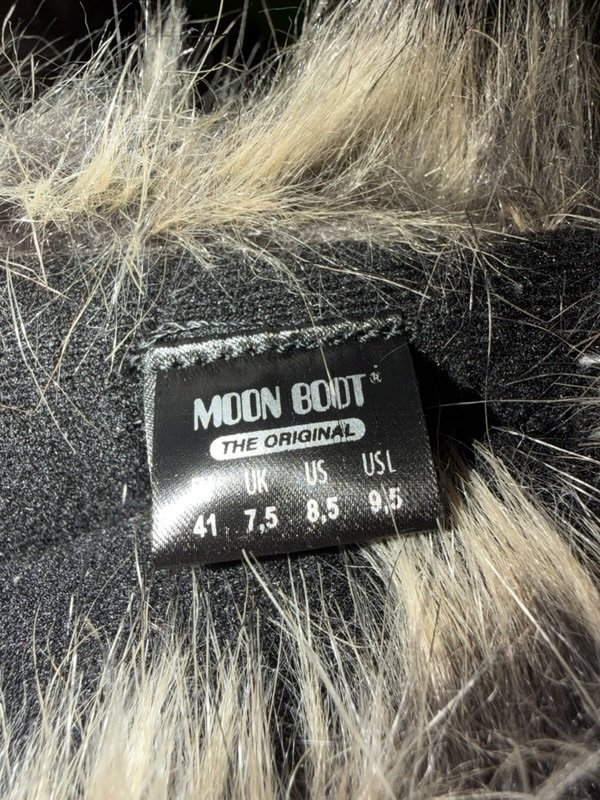 MOON BOOT®
THE ORIGINAL
UK US USL
41 7,5 8,5 9,5